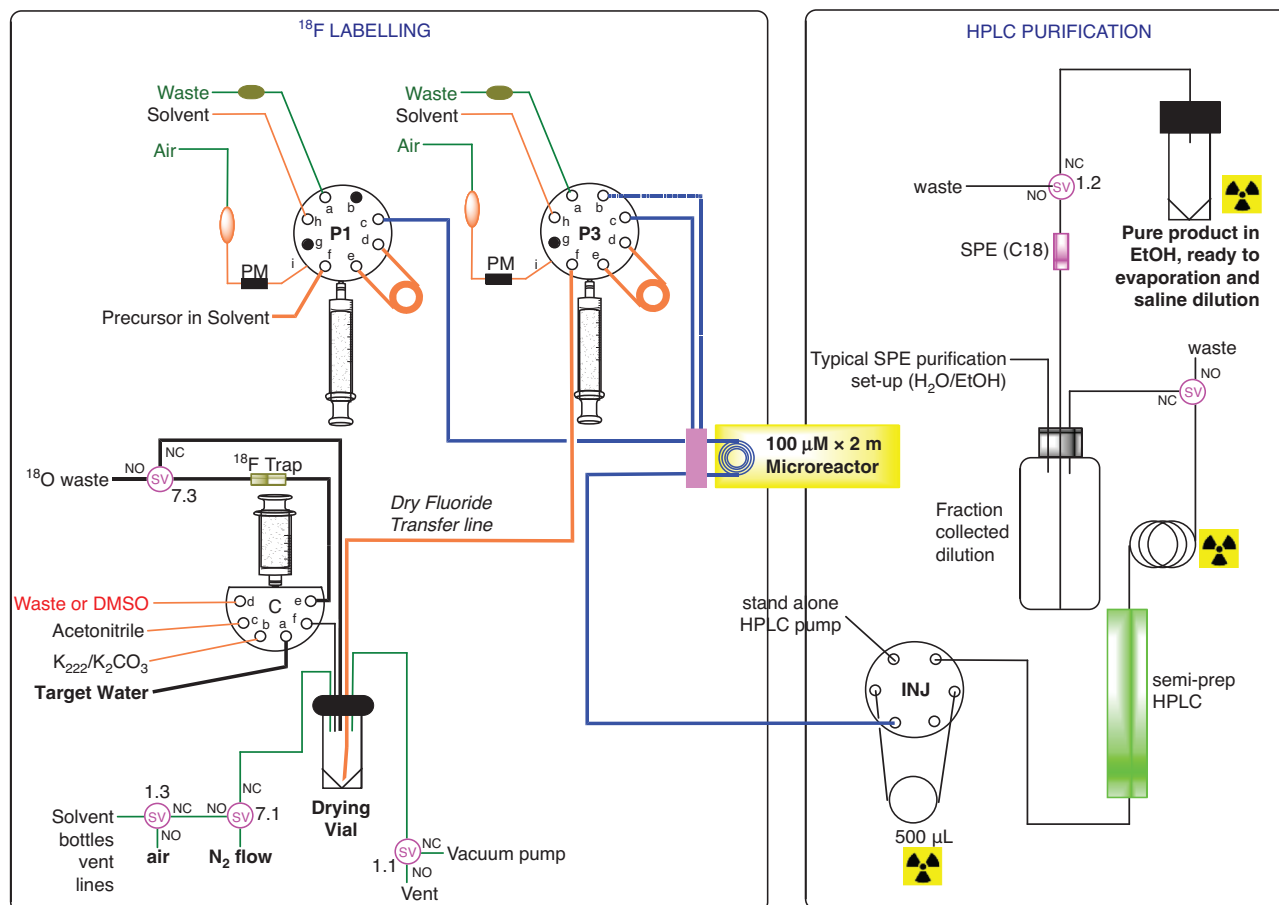 ¹⁸F LABELLING
Waste
Solvent
Air
a
b
c
d
e
f
g
h
i
P1
PM
Precursor in Solvent
Waste
Solvent
Air
a
b
c
d
e
f
g
h
i
P3
PM
NC
NO
¹⁸O waste
SV
7.3
¹⁸F Trap
Dry Fluoride
Transfer line
100 µM × 2 m
Microreactor
Waste or DMSO
Acetonitrile
K₂₂₂/K₂CO₃
Target Water
d
c
b
a
f
e
C
Drying
Vial
1.3
SV
NC
NO
Solvent
bottles
vent
lines
air
NC
NO
SV
7.1
N₂ flow
1.1
SV
NC
NO
Vacuum pump
Vent
HPLC PURIFICATION
NC
waste
NO
SV
1.2
SPE (C18)
Pure product in
EtOH, ready to
evaporation and
saline dilution
Typical SPE purification
set-up (H₂O/EtOH)
waste
NO
NC
SV
Fraction
collected
dilution
stand alone
HPLC pump
INJ
semi-prep
HPLC
500 µL